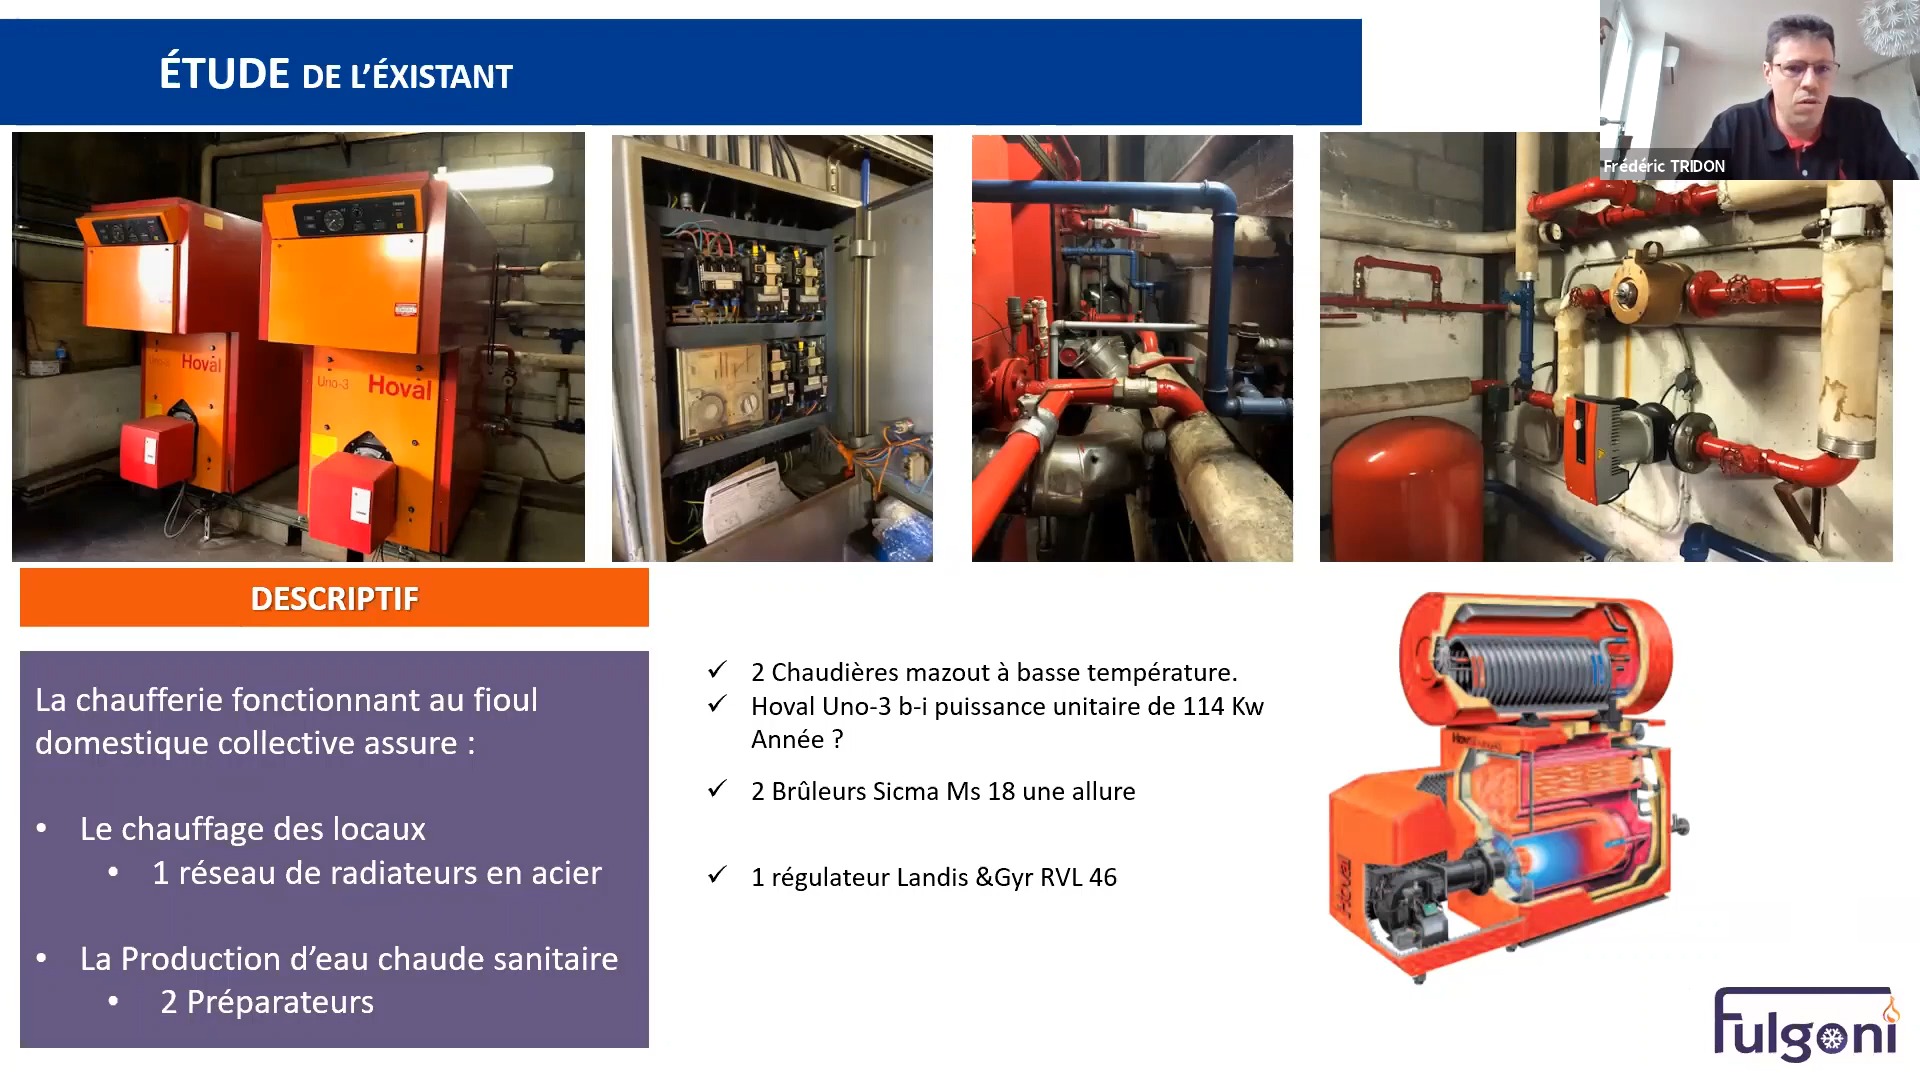 ÉTUDE DE L’ÉXISTANT
Frédéric TRIDON
Uno-3 Hoval
Uno-3 Hoval
DESCRIPTIF
La chaufferie fonctionnant au fioul
domestique collective assure :
• Le chauffage des locaux
• 1 réseau de radiateurs en acier
• La Production d’eau chaude sanitaire
• 2 Préparateurs
✓ 2 Chaudières mazout à basse température.
✓ Hoval Uno-3 b-i puissance unitaire de 114 Kw
Année ?
✓ 2 Brûleurs Sicma Ms 18 une allure
✓ 1 régulateur Landis &Gyr RVL 46
Hoval
Fulgoni